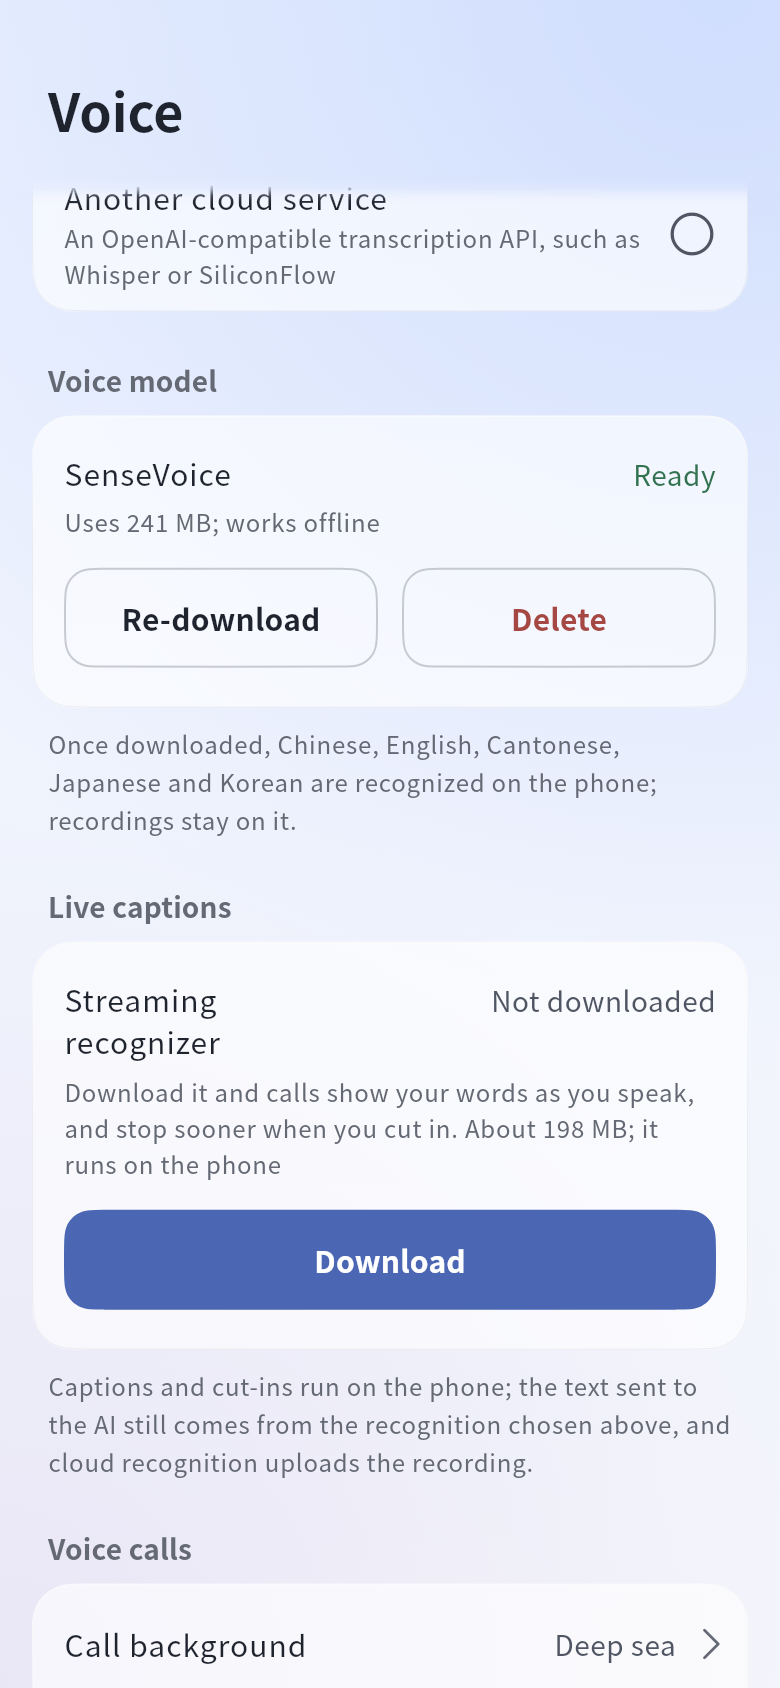 Voice
Another cloud service
An OpenAI-compatible transcription API, such as
Whisper or SiliconFlow
Voice model
SenseVoice
Ready
Uses 241 MB; works offline
Re-download
Delete
Once downloaded, Chinese, English, Cantonese,
Japanese and Korean are recognized on the phone;
recordings stay on it.
Live captions
Streaming
recognizer
Not downloaded
Download it and calls show your words as you speak,
and stop sooner when you cut in. About 198 MB; it
runs on the phone
Download
Captions and cut-ins run on the phone; the text sent to
the AI still comes from the recognition chosen above, and
cloud recognition uploads the recording.
Voice calls
Call background
Deep sea